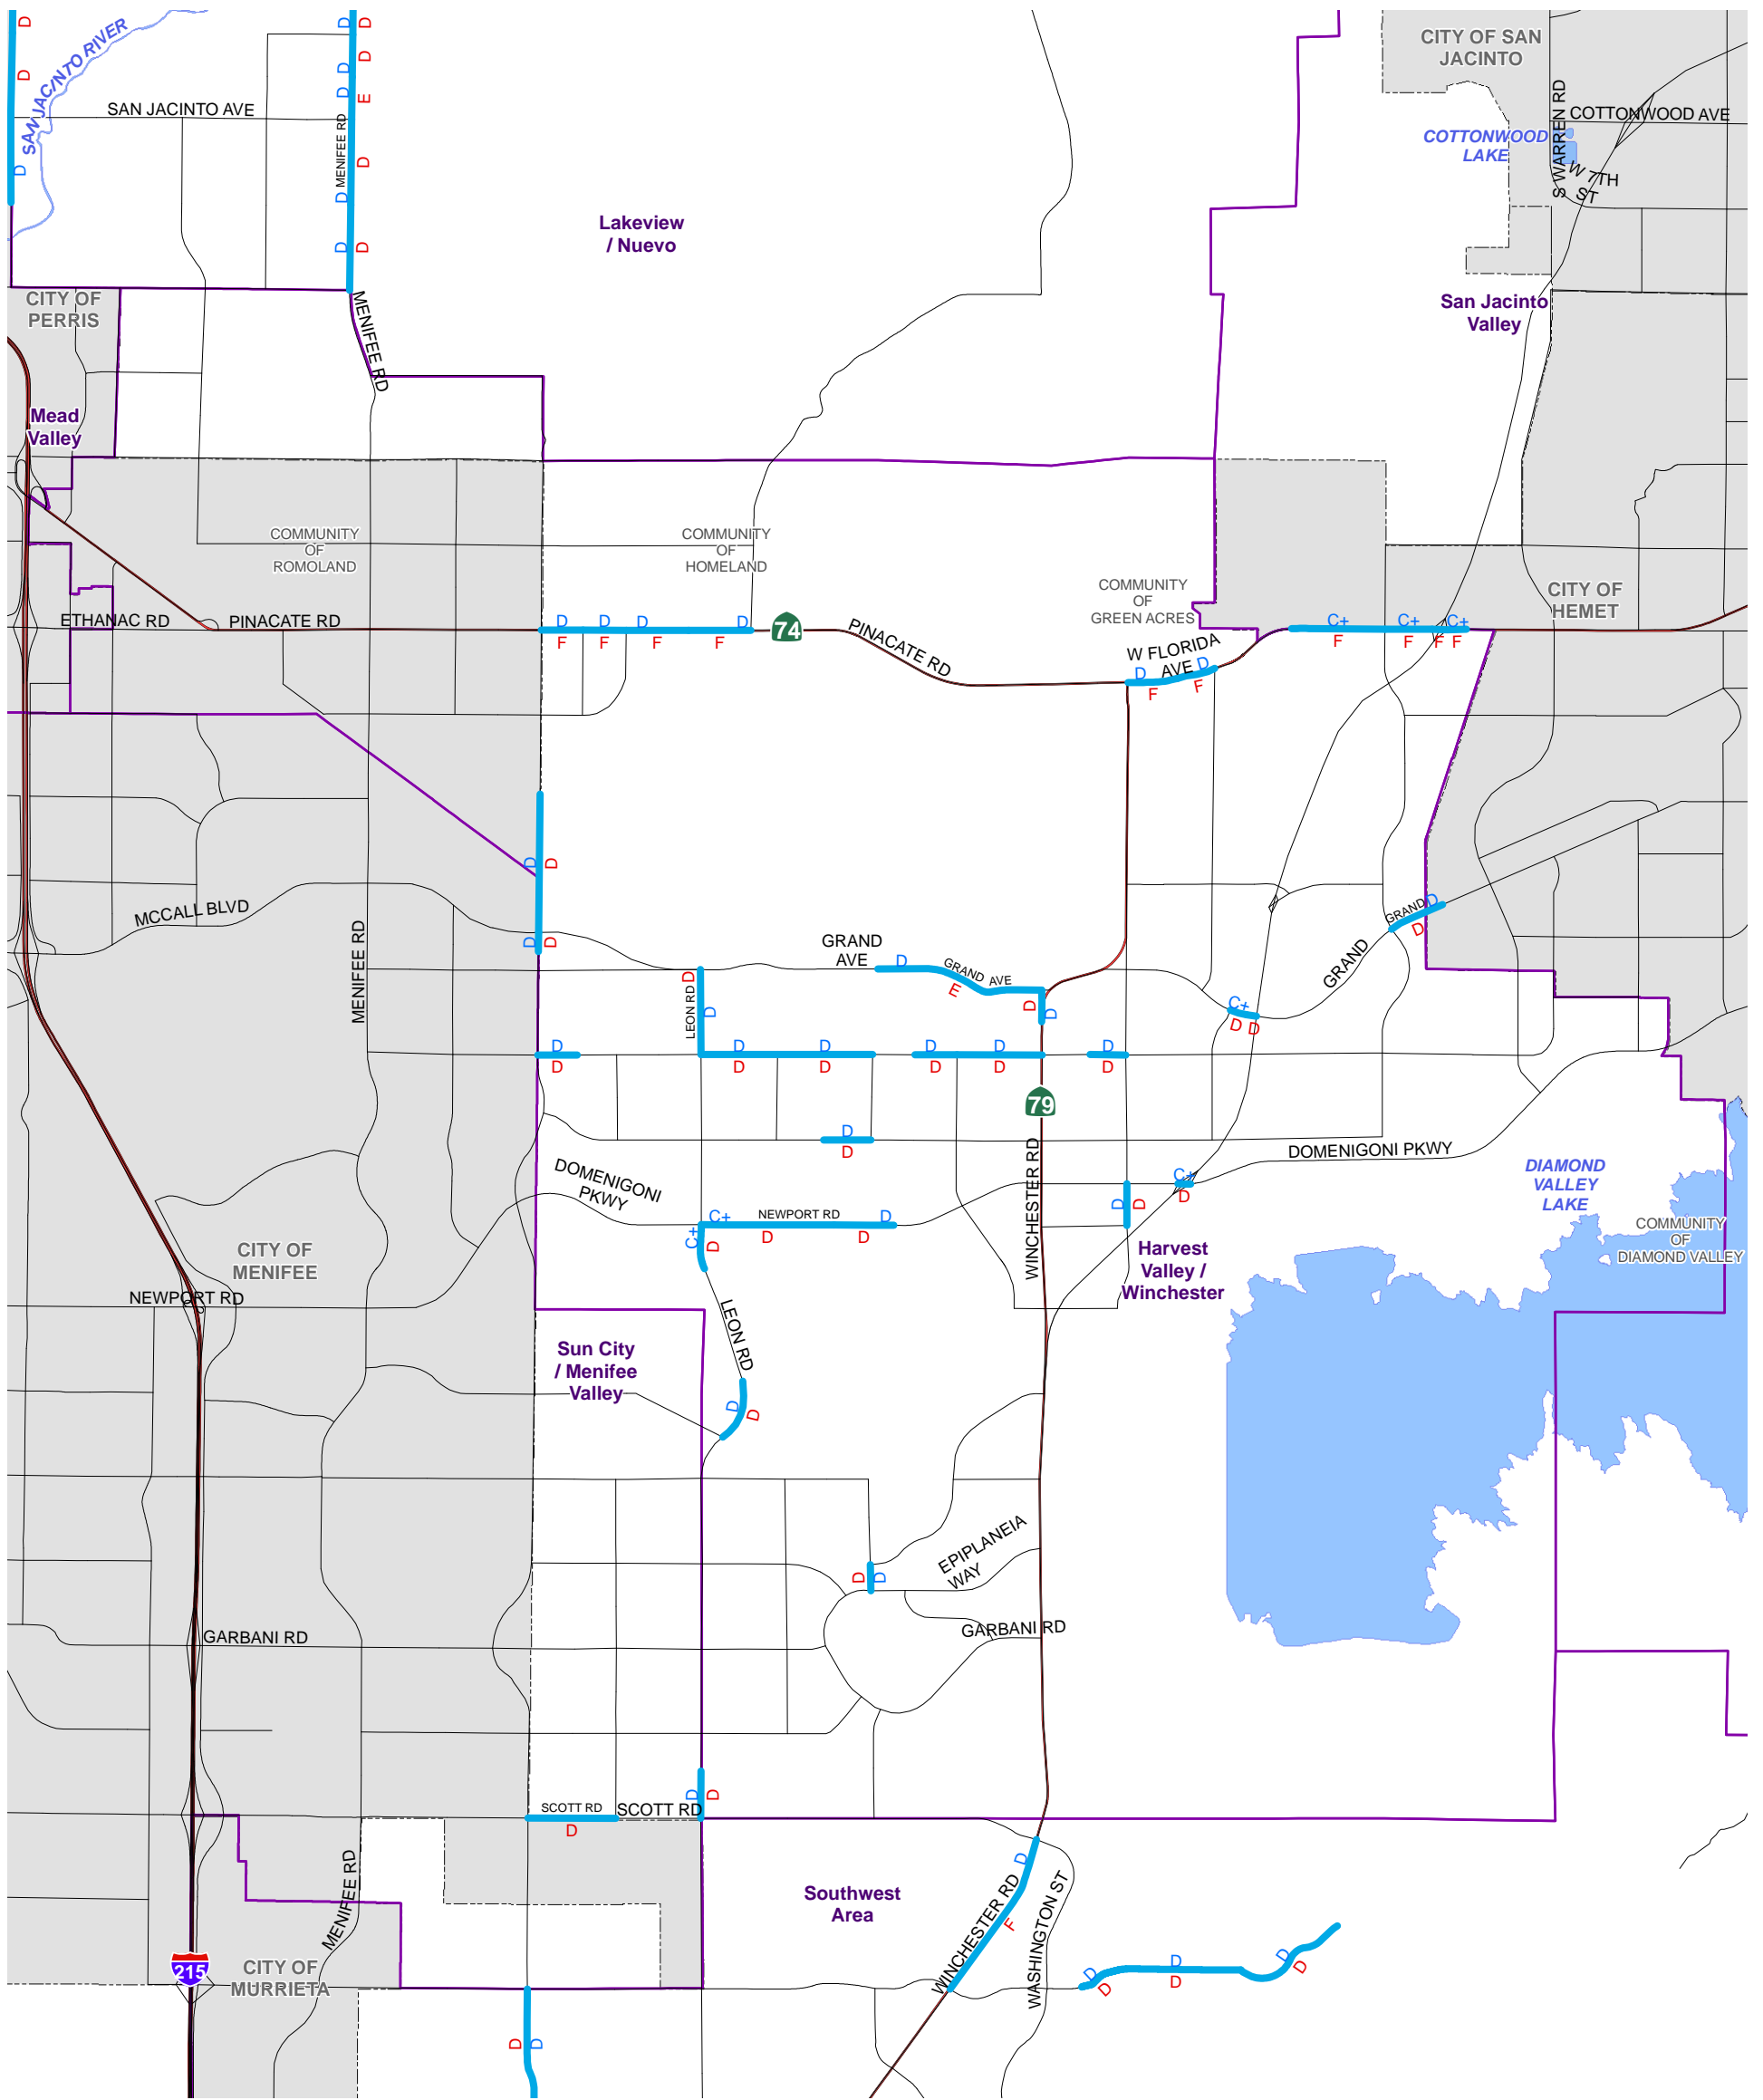 D
D
D
D
D
CITY OF SAN
JACINTO
SAN JACINTO RIVER
D
D
D
E
SAN JACINTO AVE
MENIFEE RD
S WARREN RD
COTTONWOOD AVE
COTTONWOOD
LAKE
D
D
W 7TH
ST
D
Lakeview
/ Nuevo
D
D
CITY OF
PERRIS
MENIFEE RD
San Jacinto
Valley
Mead
Valley
COMMUNITY
OF
ROMOLAND
COMMUNITY
OF
HOMELAND
COMMUNITY
OF
GREEN ACRES
CITY OF
HEMET
ETHANAC RD
PINACATE RD
D
D
D
D
F
F
F
F
74
PINACATE RD
W FLORIDA
AVE
D
D
F
F
C+
C+
C+
F
F
F
F
D
D
D
D
MCCALL BLVD
MENIFEE RD
GRAND
AVE
D
GRAND AVE
E
D
D
GRAND
D
D
GRAND
C+
D
D
D
LEON RD
D
D
D
D
D
D
D
D
D
D
D
D
D
D
79
D
D
WINCHESTER RD
DOMENIGONI PKWY
DOMENIGONI
PKWY
C+
D
D
D
DIAMOND
VALLEY
LAKE
COMMUNITY
OF
DIAMOND VALLEY
C+
NEWPORT RD
D
C+
D
D
D
CITY OF
MENIFEE
Harvest
Valley /
Winchester
NEWPORT RD
LEON RD
Sun City
/ Menifee
Valley
D
D
EPIPLANEIA
WAY
D
D
GARBANI RD
GARBANI RD
D
D
SCOTT RD
SCOTT RD
D
MENIFEE RD
D
WINCHESTER RD
F
WASHINGTON ST
Southwest
Area
215
CITY OF
MURRIETA
D
D
D
D
D
D
D
D